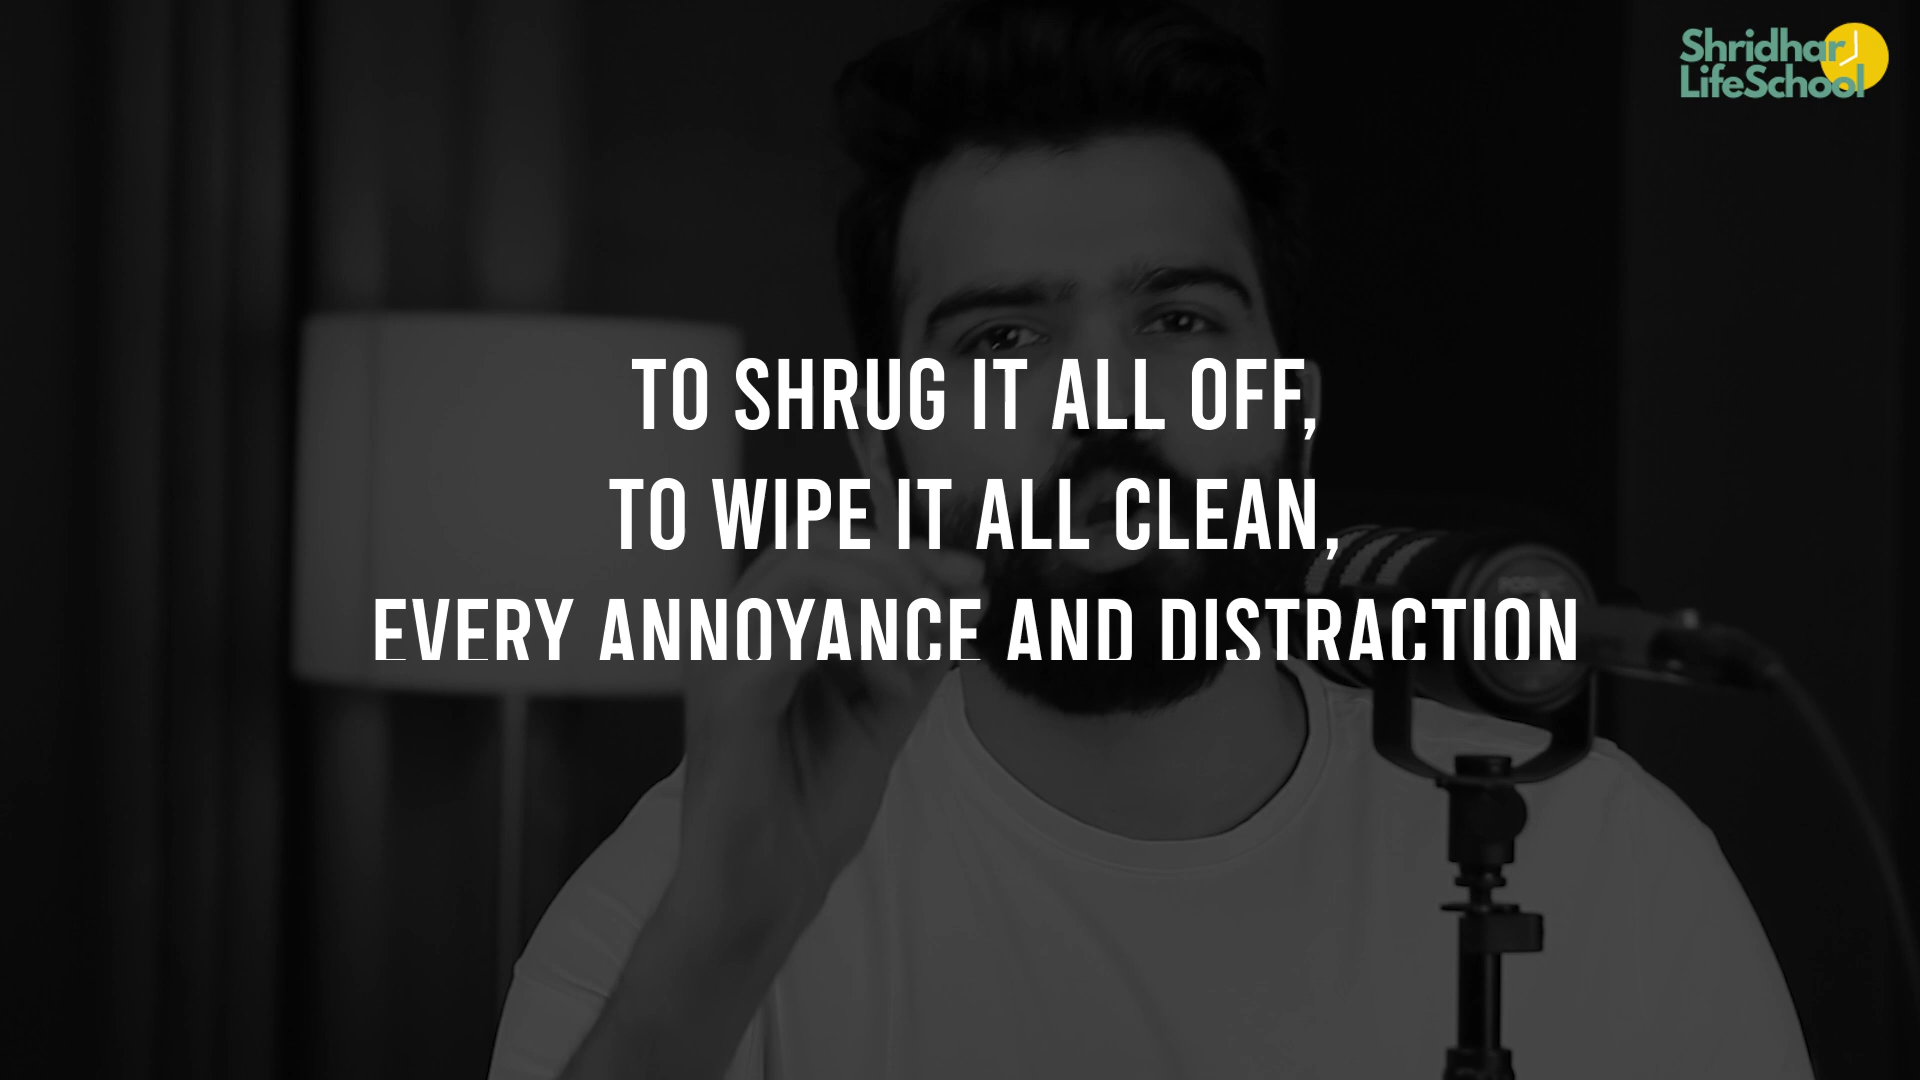 Shridhar
LifeSchool
TO SHRUG IT ALL OFF,
TO WIPE IT ALL CLEAN,
EVERY ANNOYANCE AND DISTRACTION